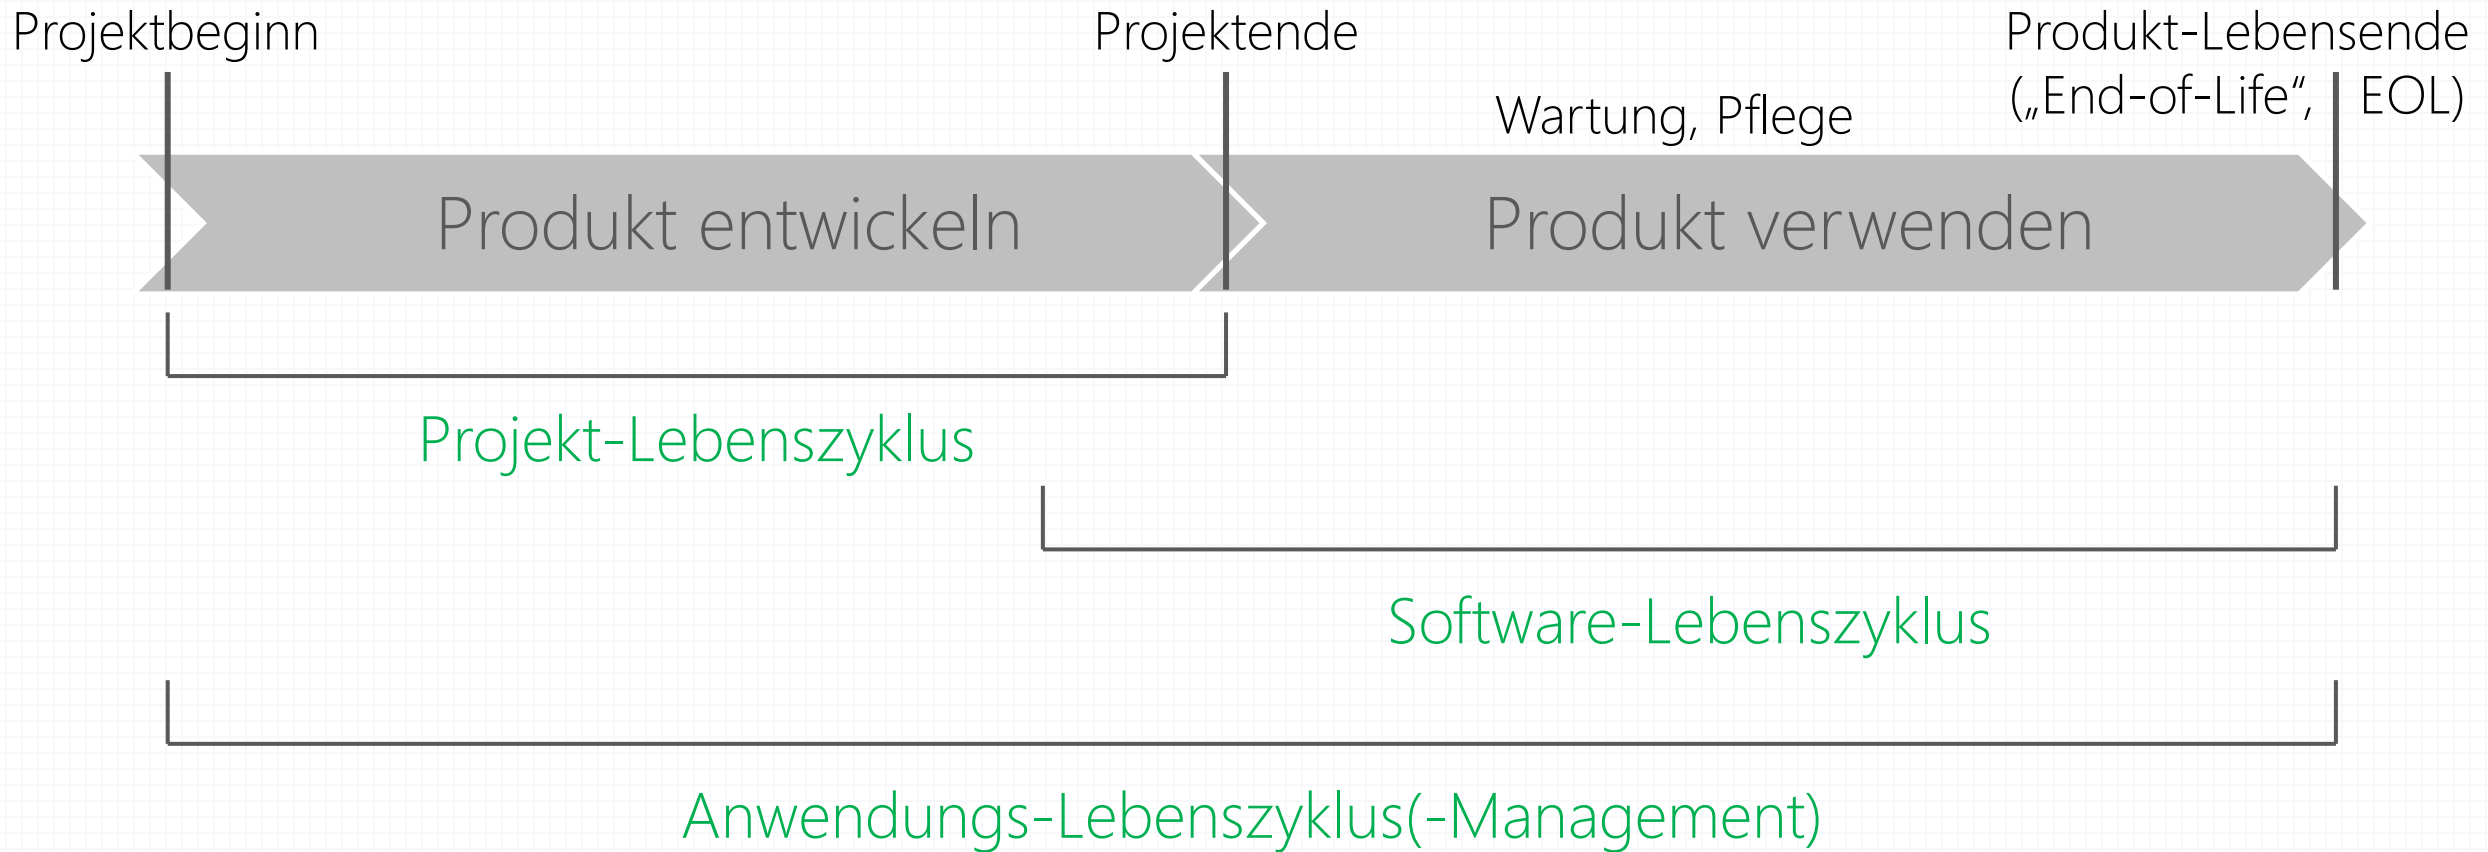 Projektbeginn
Projektende
Produkt-Lebensende
(„End-of-Life“, EOL)
Wartung, Pflege
Produkt entwickeln
Produkt verwenden
Projekt-Lebenszyklus
Software-Lebenszyklus
Anwendungs-Lebenszyklus(-Management)